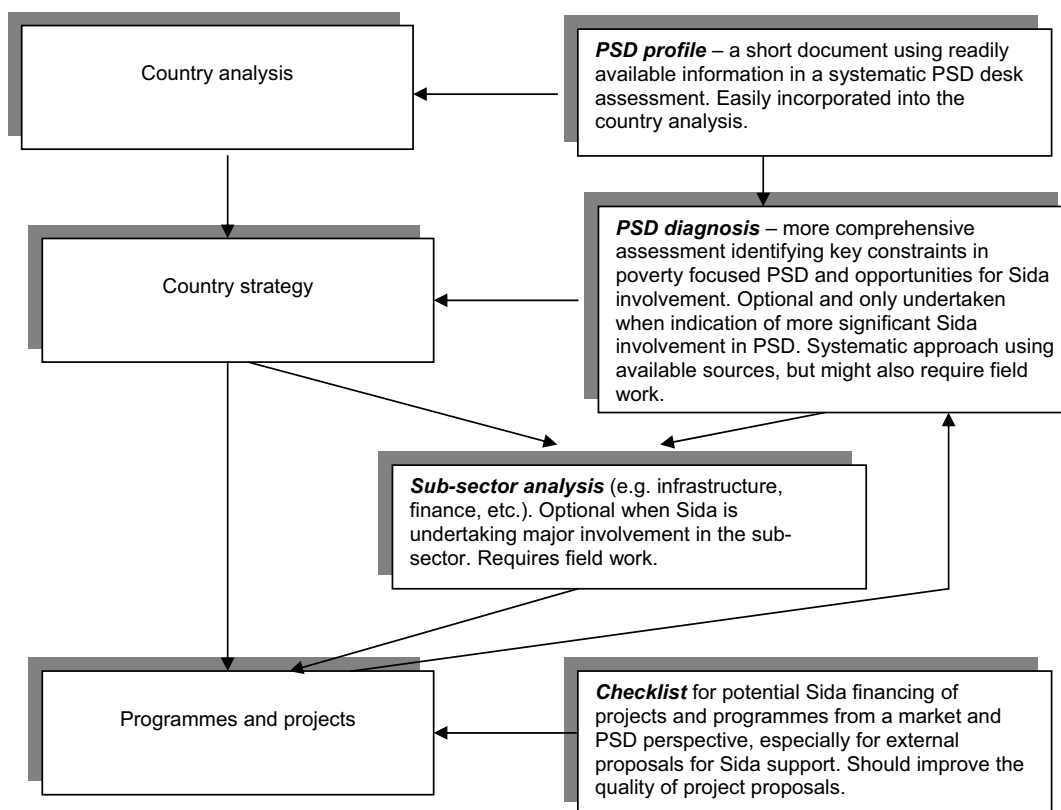 Country analysis
PSD profile – a short document using readily
available information in a systematic PSD desk
assessment. Easily incorporated into the
country analysis.
Country strategy
PSD diagnosis – more comprehensive
assessment identifying key constraints in
poverty focused PSD and opportunities for Sida
involvement. Optional and only undertaken
when indication of more significant Sida
involvement in PSD. Systematic approach using
available sources, but might also require field
work.
Sub-sector analysis (e.g. infrastructure,
finance, etc.). Optional when Sida is
undertaking major involvement in the sub-
sector. Requires field work.
Programmes and projects
Checklist for potential Sida financing of
projects and programmes from a market and
PSD perspective, especially for external
proposals for Sida support. Should improve the
quality of project proposals.